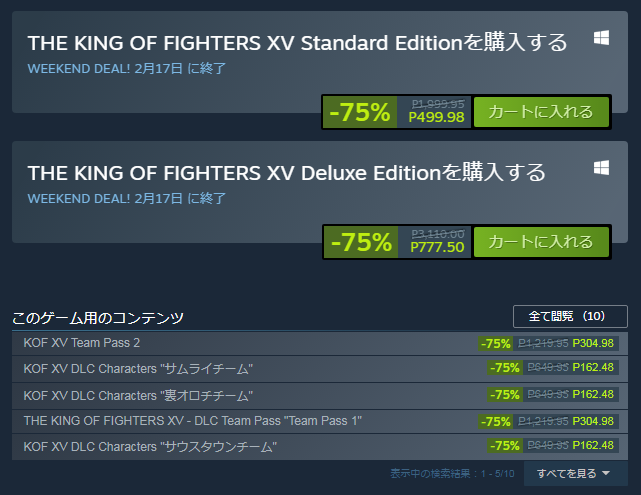 THE KING OF FIGHTERS XV Standard Editionを購入する
WEEKEND DEAL! 2月17日 に終了
-75% P1,999.95 P499.98 カートに入れる
THE KING OF FIGHTERS XV Deluxe Editionを購入する
WEEKEND DEAL! 2月17日 に終了
-75% P3,110.00 P777.50 カートに入れる
このゲーム用のコンテンツ 全て閲覧 （10）
KOF XV Team Pass 2 -75% P1,219.95 P304.98
KOF XV DLC Characters "サムライチーム" -75% P649.95 P162.48
KOF XV DLC Characters "裏オロチチーム" -75% P649.95 P162.48
THE KING OF FIGHTERS XV - DLC Team Pass "Team Pass 1" -75% P1,219.95 P304.98
KOF XV DLC Characters "サウスタウンチーム" -75% P649.95 P162.48
表示中の検索結果：1 - 5/10 すべてを見る